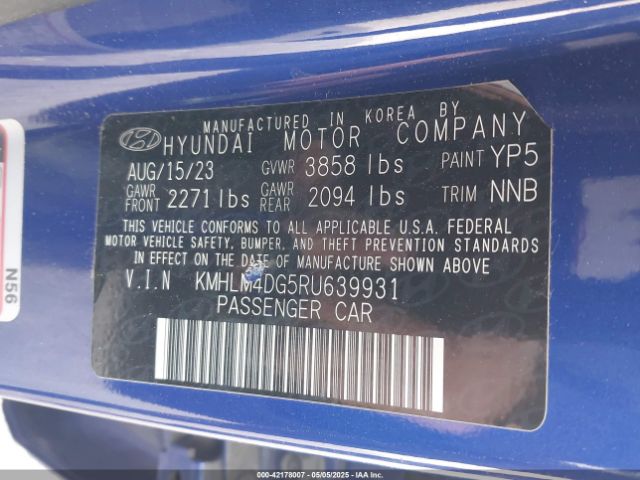 MANUFACTURED IN KOREA BY
HYUNDAI MOTOR COMPANY
AUG/15/23 GVWR 3858 lbs PAINT YP5
GAWR FRONT 2271 lbs GAWR REAR 2094 lbs TRIM NNB
THIS VEHICLE CONFORMS TO ALL APPLICABLE U.S.A. FEDERAL
MOTOR VEHICLE SAFETY, BUMPER, AND THEFT PREVENTION STANDARDS
IN EFFECT ON THE DATE OF MANUFACTURE SHOWN ABOVE
V.I.N KMHLM4DG5RU639931
PASSENGER CAR
N56
000-42178007 - 05/05/2025 - IAAI.COM